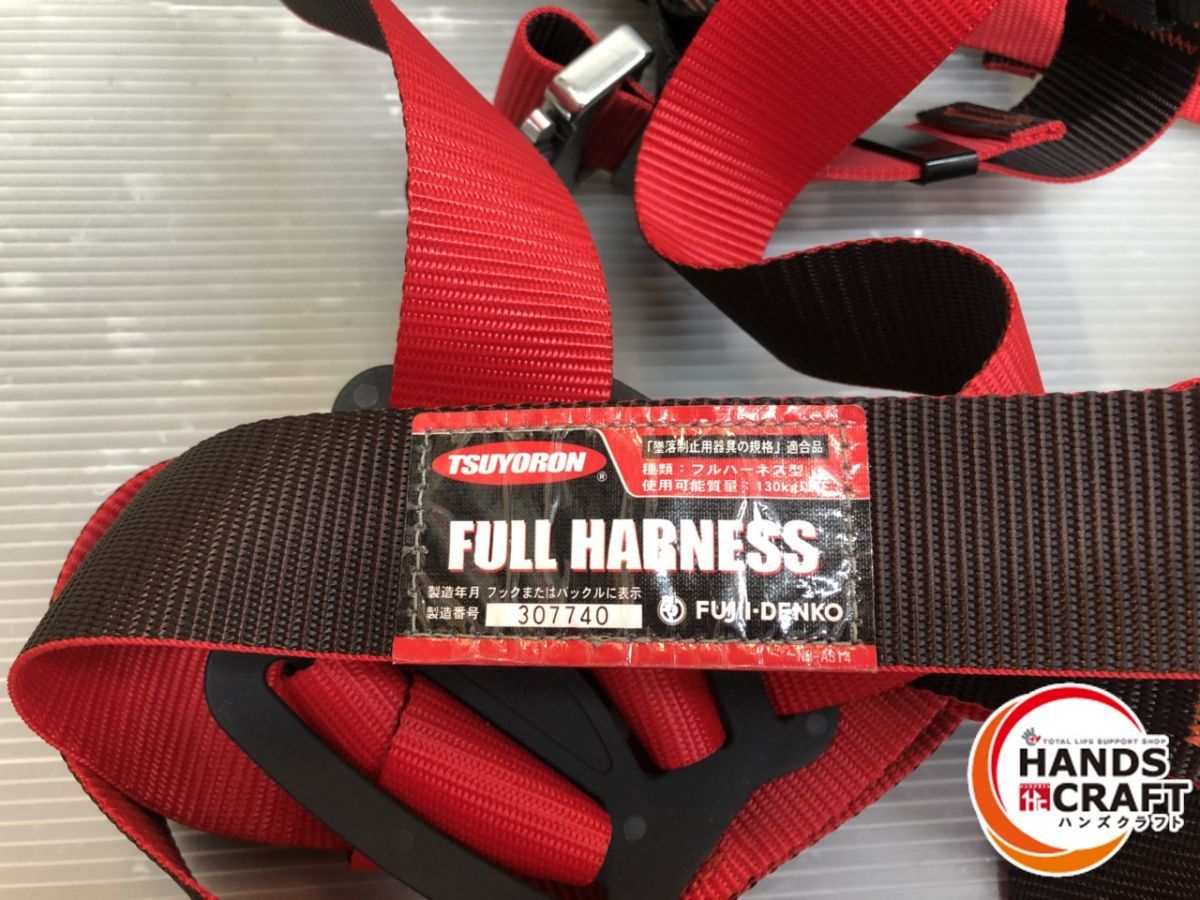 TSUYORON
®
「墜落制止用器具の規格」適合品
種類：フルハーネス型
使用可能質量：130kg
FULL HARNESS
製造年月 フックまたはバックルに表示
製造番号 307740
FUJII-DENKO
TOTAL LIFE SUPPORT SHOP
HANDS
CRAFT
ハンズクラフト